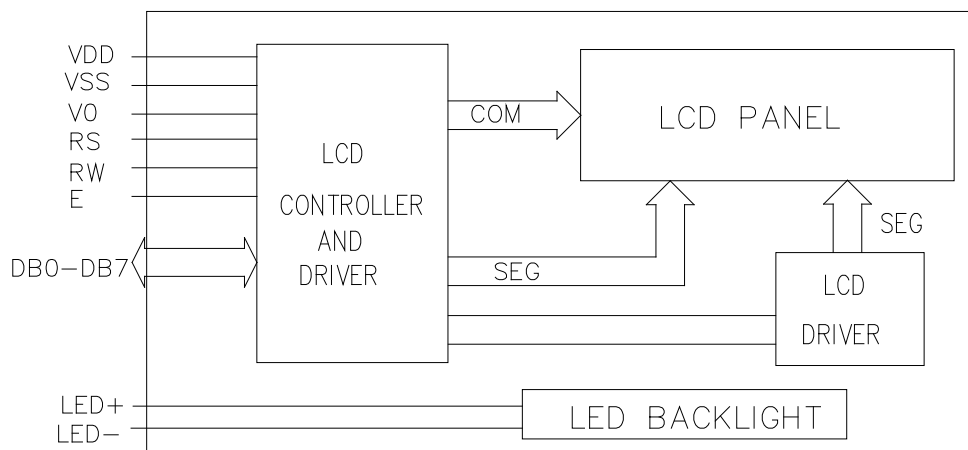 VDD
VSS
V0
RS
RW
E
DB0-DB7
LED+
LED-
LCD
CONTROLLER
AND
DRIVER
COM
SEG
LCD PANEL
SEG
LCD
DRIVER
LED BACKLIGHT